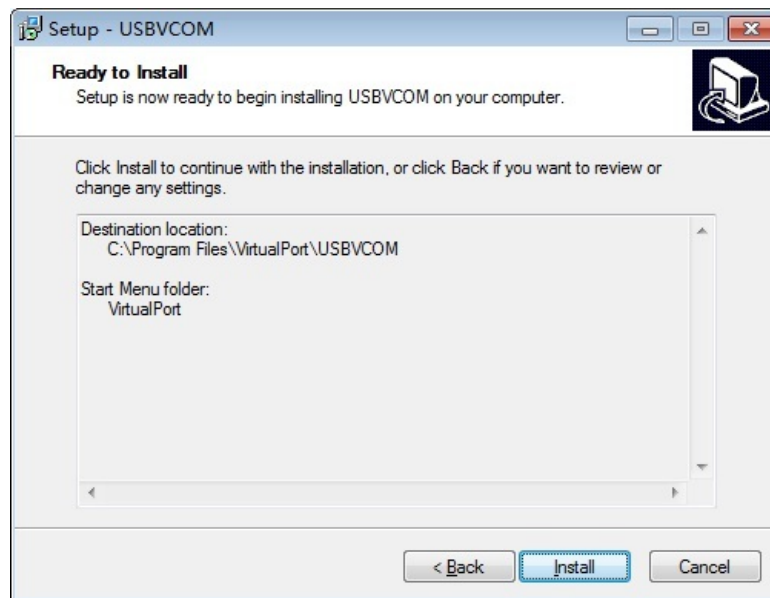 Setup - USBVCOM
Ready to Install
Setup is now ready to begin installing USBVCOM on your computer.
Click Install to continue with the installation, or click Back if you want to review or
change any settings.
Destination location:
C:\Program Files\VirtualPort\USBVCOM
Start Menu folder:
VirtualPort
< Back
Install
Cancel